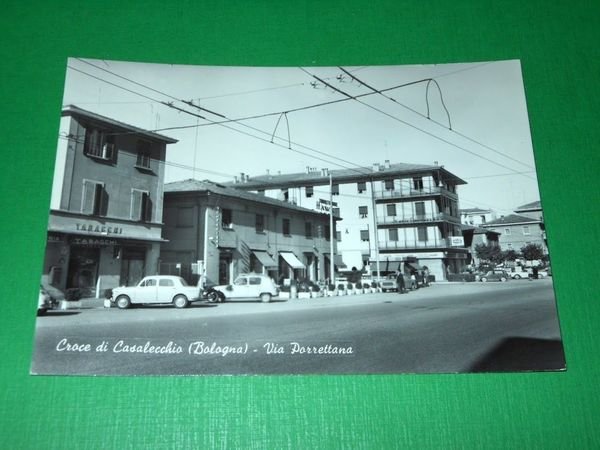 TABACCHI
TABACCHI
Croce di Casalecchio (Bologna) - Via Porrettana